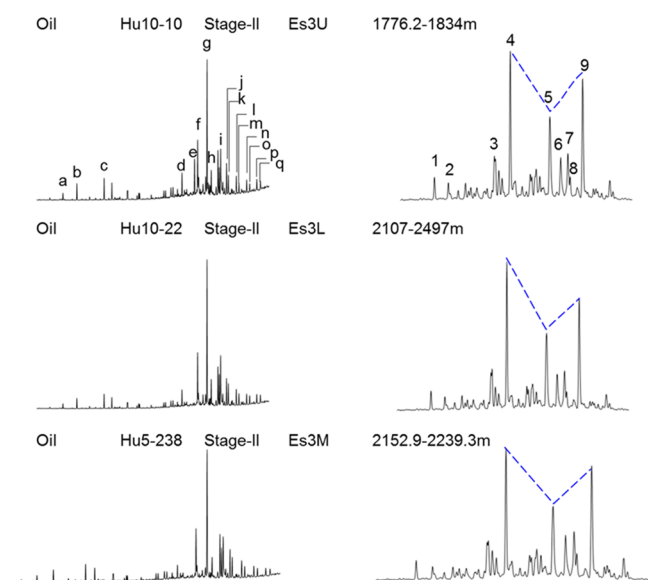 Oil Hu10-10 Stage-II Es3U 1776.2-1834m
g
j
k
l
f
m
i
n
e
h
o
d
p
c
q
b
a
4
9
5
3
6
7
1
2
8
Oil Hu10-22 Stage-II Es3L 2107-2497m
Oil Hu5-238 Stage-II Es3M 2152.9-2239.3m